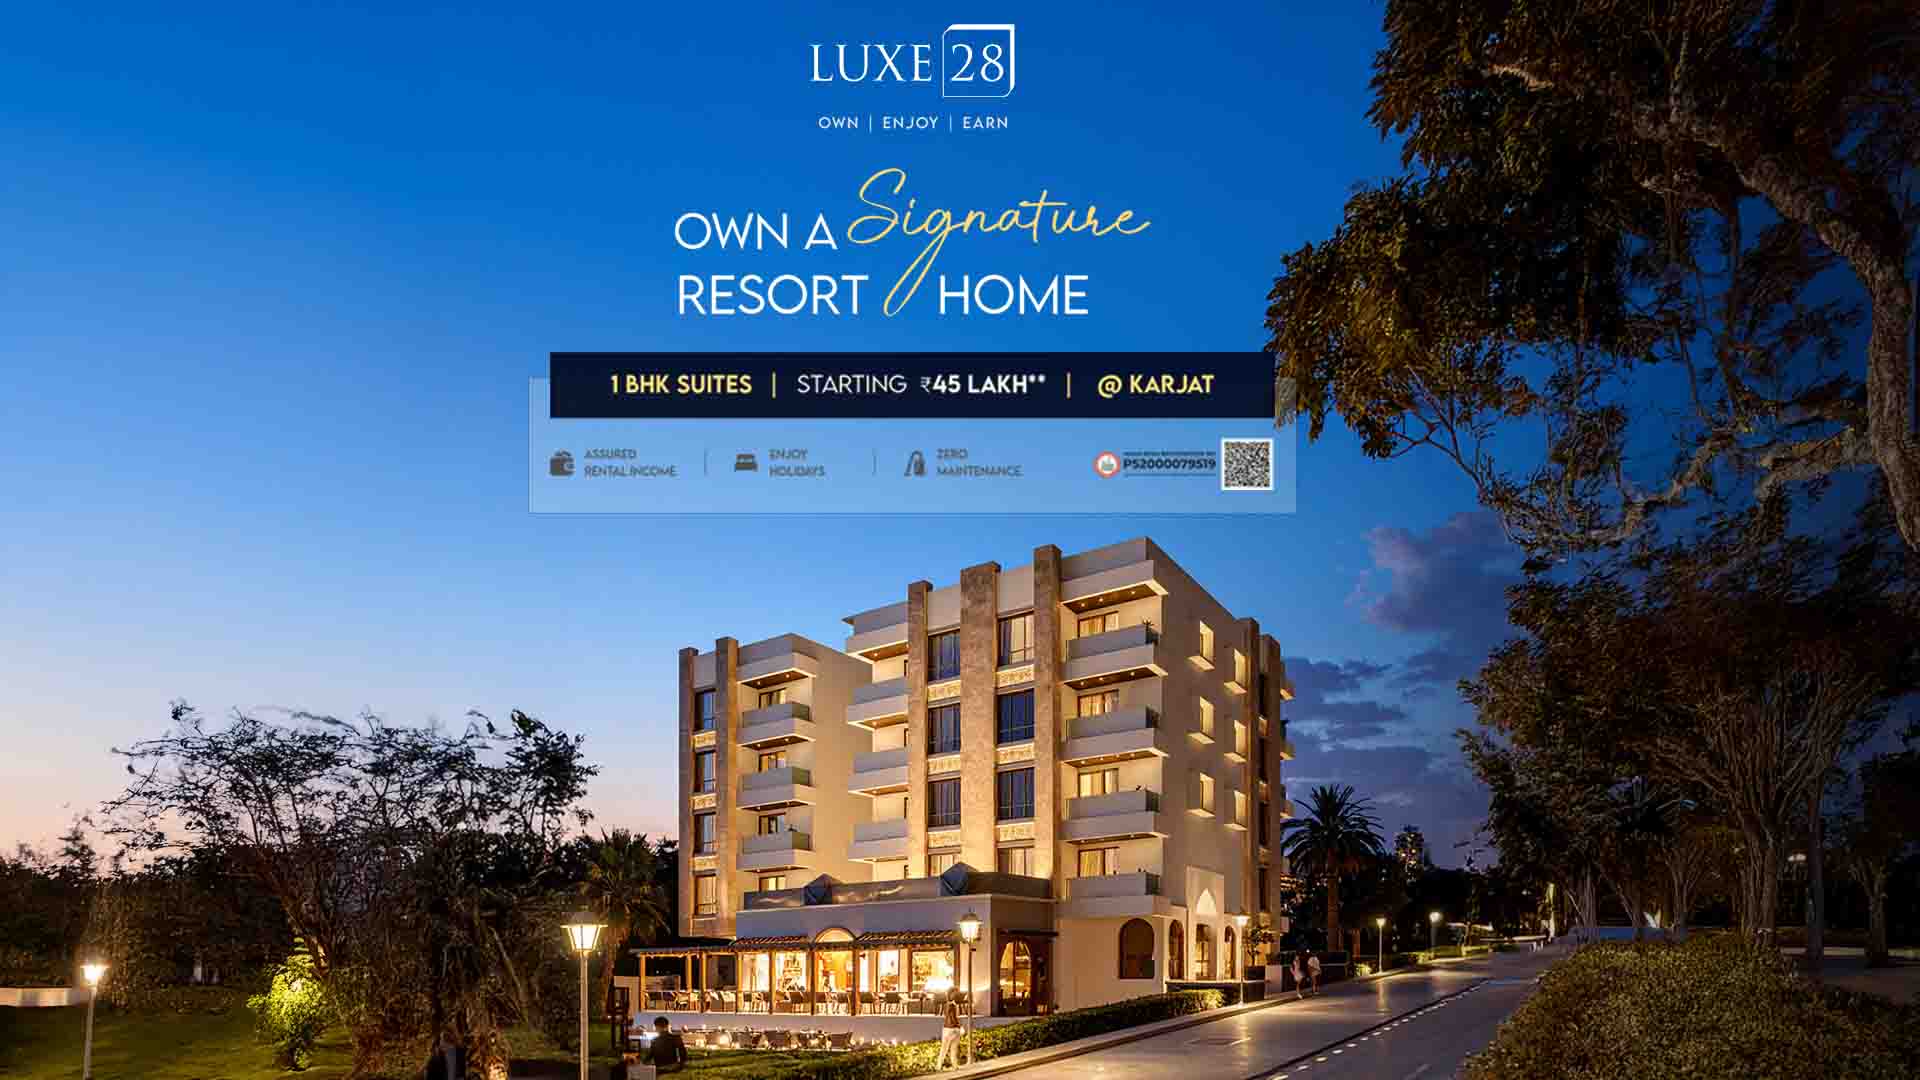 LUXE 28
OWN | ENJOY | EARN
OWN A Signature
RESORT HOME
1 BHK SUITES | STARTING ₹45 LAKH** | @ KARJAT
ASSURED
RENTAL INCOME
ENJOY
HOLIDAYS
ZERO
MAINTENANCE
P52000079519